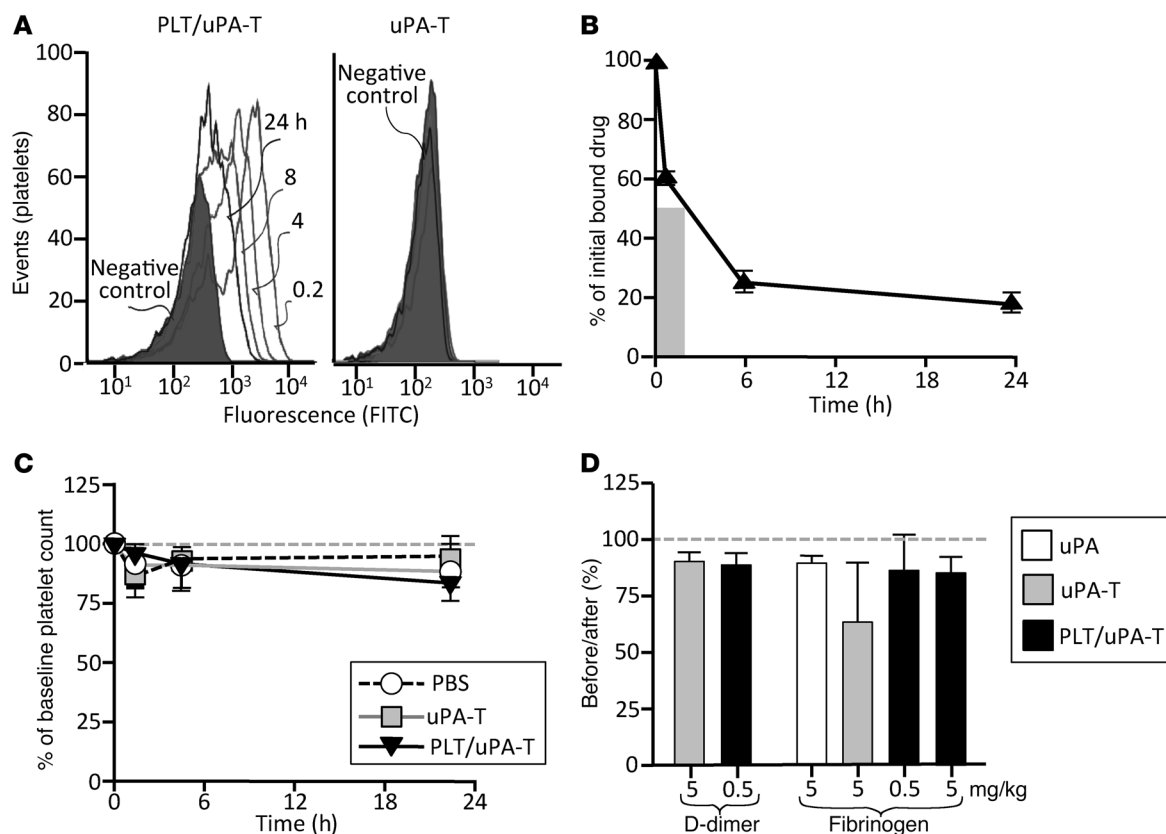 A
PLT/uPA-T
uPA-T
Events (platelets)
100
80
60
40
20
0
Negative
control
24 h
8
4
0.2
Negative
control
10¹ 10² 10³ 10⁴
10¹ 10² 10³ 10⁴
Fluorescence (FITC)
B
% of initial bound drug
100
80
60
40
20
0
0 6 12 18 24
Time (h)
C
% of baseline platelet count
125
100
75
50
25
0
PBS
uPA-T
PLT/uPA-T
0 6 12 18 24
Time (h)
D
Before/after (%)
125
100
75
50
25
0
5 0.5 5 5 0.5 5 mg/kg
D-dimer Fibrinogen
uPA
uPA-T
PLT/uPA-T